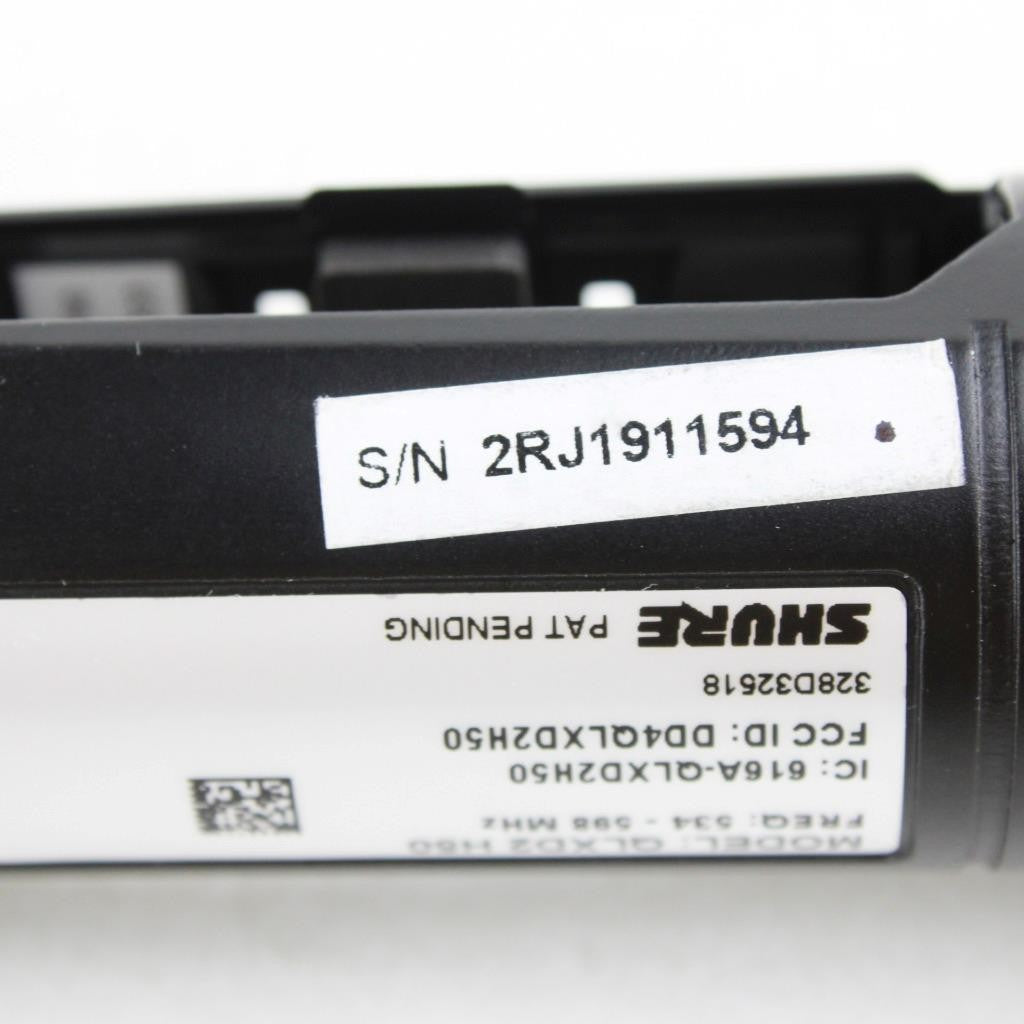 S/N 2RJ1911594
MODEL: QLXD2 H50
FREQ: 534 - 598 MHz
IC: 616A-QLXD2H50
FCC ID: DD4QLXD2H50
328D32518
SHURE PAT PENDING